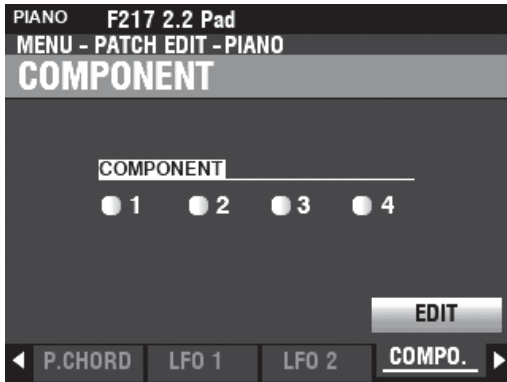 PIANO F217 2.2 Pad
MENU - PATCH EDIT - PIANO
COMPONENT
COMPONENT
1 2 3 4
EDIT
P.CHORD LFO 1 LFO 2 COMPO.